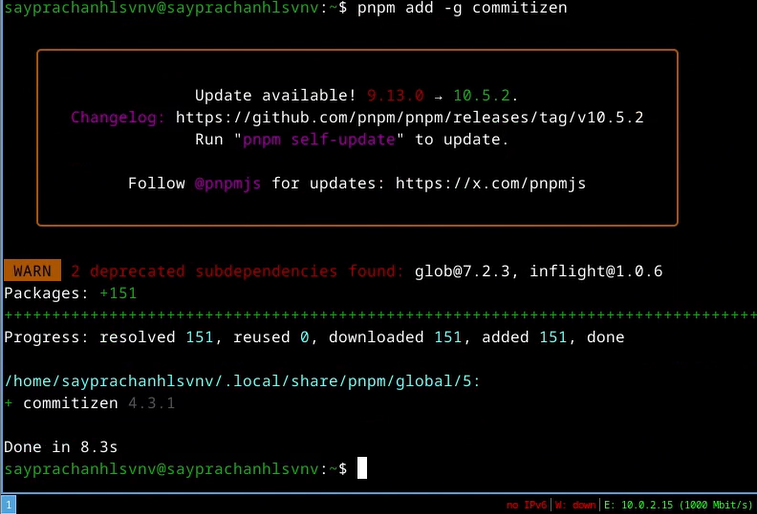 sayprachanhlsvnv@sayprachanhlsvnv:~$ pnpm add -g commitizen
Update available! 9.13.0 → 10.5.2.
Changelog: https://github.com/pnpm/pnpm/releases/tag/v10.5.2
Run "pnpm self-update" to update.
Follow @pnpmjs for updates: https://x.com/pnpmjs
WARN 2 deprecated subdependencies found: glob@7.2.3, inflight@1.0.6
Packages: +151
+++++++++++++++++++++++++++++++++++++++++++++++++++++++++++++++++++++++++++++++
Progress: resolved 151, reused 0, downloaded 151, added 151, done
/home/sayprachanhlsvnv/.local/share/pnpm/global/5:
+ commitizen 4.3.1
Done in 8.3s
sayprachanhlsvnv@sayprachanhlsvnv:~$
1 no IPv6|W: down|E: 10.0.2.15 (1000 Mbit/s)